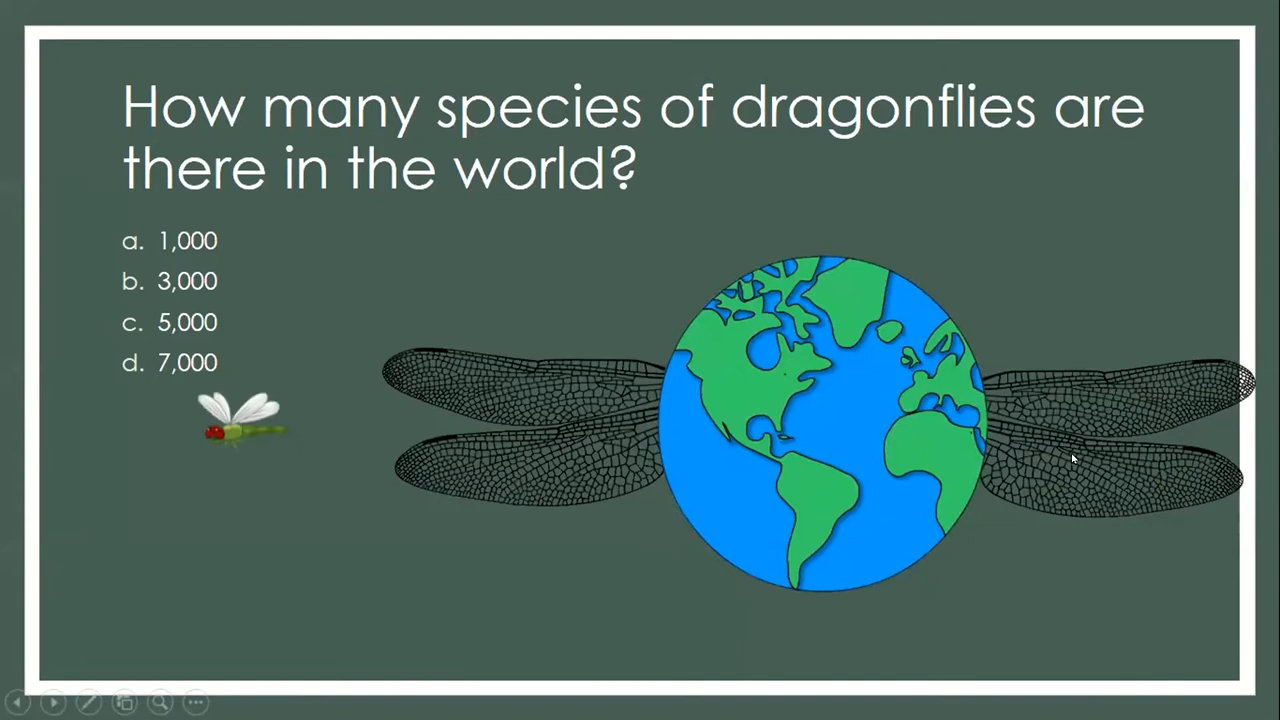 How many species of dragonflies are
there in the world?
a. 1,000
b. 3,000
c. 5,000
d. 7,000